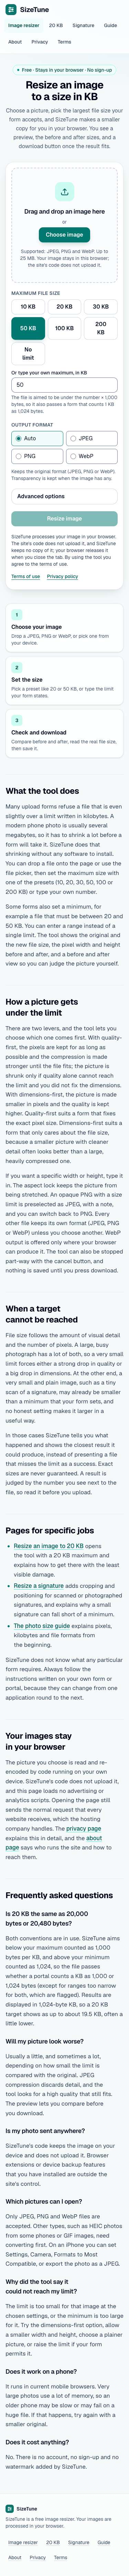 SizeTune
Image resizer 20 KB Signature Guide
About Privacy Terms
Free · Stays in your browser · No sign-up
Resize an image
to a size in KB
Choose a picture, pick the largest file size your
form accepts, and SizeTune makes a smaller
copy for you in your browser. You see a
preview, the before and after sizes, and a
download button once the result fits.
Drag and drop an image here
or
Choose image
Supported: JPEG, PNG and WebP. Up to
25 MB. Your image stays in this browser;
the site's code does not upload it.
MAXIMUM FILE SIZE
10 KB 20 KB 30 KB
50 KB 100 KB 200
KB
No
limit
Or type your own maximum, in KB
50
The file is aimed to be under the number × 1,000
bytes, so it also passes a form that counts 1 KB
as 1,024 bytes.
OUTPUT FORMAT
Auto JPEG
PNG WebP
Keeps the original format (JPEG, PNG or WebP).
Transparency is kept when the image has any.
Advanced options
Resize image
SizeTune processes your image in your browser.
The site's code does not upload it, and SizeTune
keeps no copy of it; your browser releases it
when you close the tab. By using the tool you
agree to the terms of use.
Terms of use Privacy policy
1
Choose your image
Drop a JPEG, PNG or WebP, or pick one from
your device.
2
Set the size
Pick a preset like 20 or 50 KB, or type the limit
your form states.
3
Check and download
Compare before and after, read the real file size,
then save it.
What the tool does
Many upload forms refuse a file that is even
slightly over a limit written in kilobytes. A
modern phone photo is usually several
megabytes, so it has to shrink a lot before a
form will take it. SizeTune does that
shrinking without any software to install.
You can drop a file onto the page or use the
file picker, then set the maximum size with
one of the presets (10, 20, 30, 50, 100 or
200 KB) or type your own number.
Some forms also set a minimum, for
example a file that must be between 20 and
50 KB. You can enter a range instead of a
single limit. The tool shows the original and
the new file size, the pixel width and height
before and after, and a before and after
preview so you can judge the picture yourself.
How a picture gets
under the limit
There are two levers, and the tool lets you
choose which one comes first. With quality-
first, the pixels are kept for as long as
possible and the compression is made
stronger until the file fits; the picture is
reduced only if quality alone cannot reach
the limit, down to a floor of a few attempts.
With dimensions-first, the picture is made
smaller in pixels and the quality is kept
higher. Quality-first suits a form that fixes
the exact pixel size. Dimensions-first suits a
form that only cares about the file size,
because a smaller picture with cleaner
detail often looks better than a large,
heavily compressed one.
If you want a specific width or height, type it
in. The aspect lock keeps the picture from
being stretched. An opaque PNG with a size
limit is presented as JPEG, with a note,
and you can switch back to PNG. Every
output file keeps its own format (JPEG, PNG
or WebP) unless you choose another. WebP
output is offered only when your browser
can produce it. The tool can also be stopped
part-way with the cancel button, and
nothing is saved until you press download.
When a target
cannot be reached
File size follows the amount of visual detail
and the number of pixels. A large, busy
photograph has a lot of both, so a very small
limit forces either a strong drop in quality or
a big drop in dimensions. At the other end, a
very small and plain image, such as a tiny
scan of a signature, may already be smaller
than a minimum that your form sets, and
no honest setting makes it larger in a
useful way.
In those cases SizeTune tells you what
happened and shows the closest result it
found, instead of presenting a file
that misses the limit as a success. Exact
sizes are never guaranteed. A result is
judged by the real number of bytes in the
file, so read it before you upload.
Pages for specific jobs
Resize an image to 20 KB opens
the tool with a 20 KB maximum and
explains how to get there with the least
visible damage.
Resize a signature adds cropping and
positioning for scanned or photographed
signatures, and explains why a small
signature can fall short of a minimum.
The photo size guide explains pixels,
kilobytes and file formats from
the beginning.
SizeTune does not know what any particular
form requires. Always follow the
instructions written on your own form or
portal, because they can change from one
application round to the next.
Your images stay
in your browser
The picture you choose is read and re-
encoded by code running in your own
device. SizeTune's code does not upload it,
and this page loads no advertising or
analytics scripts. Opening the page still
sends the normal request that every
website receives, which the hosting
company handles. The privacy page
explains this in detail, and the about
page says who runs the site and how to
reach them.
Frequently asked questions
Is 20 KB the same as 20,000
bytes or 20,480 bytes?
Both conventions are in use. SizeTune aims
below your maximum counted as 1,000
bytes per KB, and above your minimum
counted as 1,024, so the file passes
whether a portal counts a KB as 1,000 or
1,024 bytes (except for ranges too narrow
for both, which are flagged). Results are
displayed in 1,024-byte KB, so a 20 KB
target shows as up to about 19.5 KB, often a
little lower.
Will my picture look worse?
Usually a little, and sometimes a lot,
depending on how small the limit is
compared with the original. JPEG
compression discards detail, and the
tool looks for a high quality that still fits.
The preview lets you compare before
you download.
Is my photo sent anywhere?
SizeTune's code keeps the image on your
device and does not upload it. Browser
extensions or device backup features
that you have installed are outside the
site's control.
Which pictures can I open?
Only JPEG, PNG and WebP files are
accepted. Other types, such as HEIC photos
from some phones or GIF images, need
converting first. On an iPhone you can set
Settings, Camera, Formats to Most
Compatible, or export the photo as a JPEG.
Why did the tool say it
could not reach my limit?
The limit is too small for that image at the
chosen settings, or the minimum is too large
for it. Try the dimensions-first option, allow
a smaller width and height, choose a plainer
picture, or raise the limit if your form
permits it.
Does it work on a phone?
It runs in current mobile web browsers. Very
large photos use a lot of memory, so an
older phone may be slow or may fail on a
huge file. If that happens, try again with a
smaller original.
Does it cost anything?
No. There is no account, no sign-up and no
watermark added by SizeTune.
SizeTune
SizeTune is a free image resizer. Your images are
processed in your browser.
Image resizer 20 KB Signature Guide
About Privacy Terms